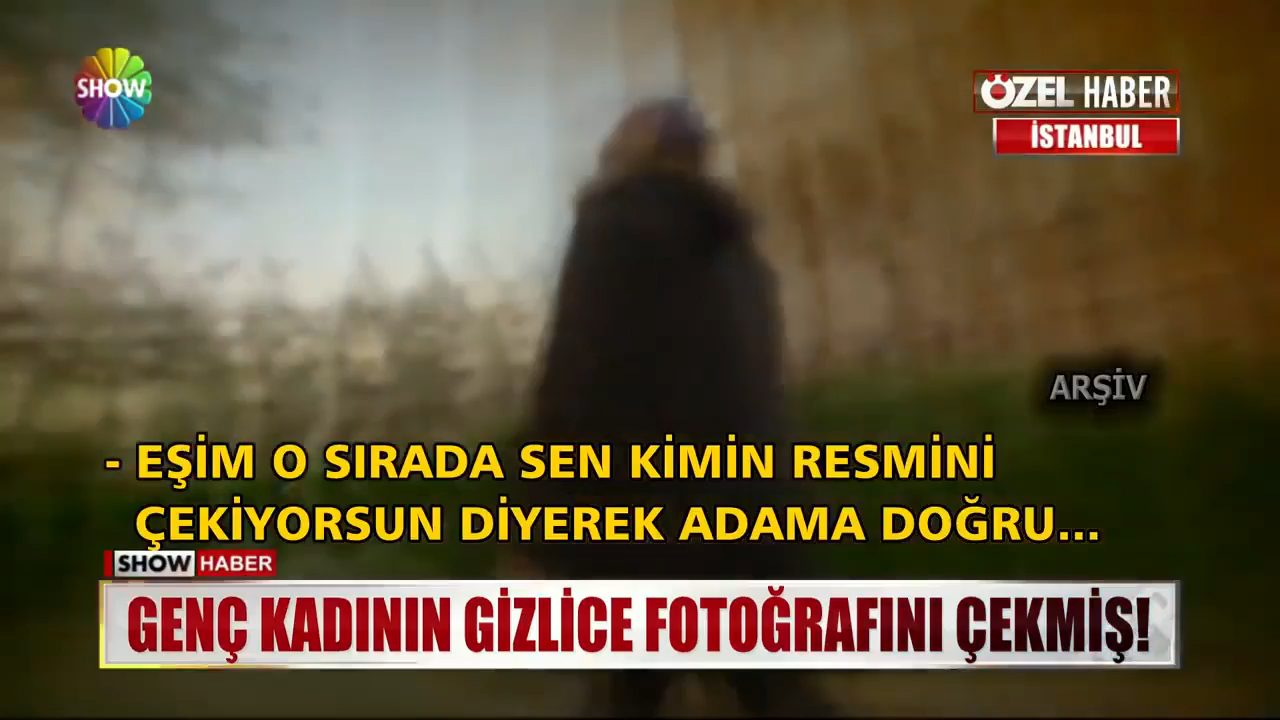 SHOW
ÖZEL HABER
İSTANBUL
ARŞİV
- EŞİM O SIRADA SEN KİMİN RESMİNİ
ÇEKİYORSUN DİYEREK ADAMA DOĞRU...
SHOW HABER
GENÇ KADININ GİZLİCE FOTOĞRAFINI ÇEKMİŞ!